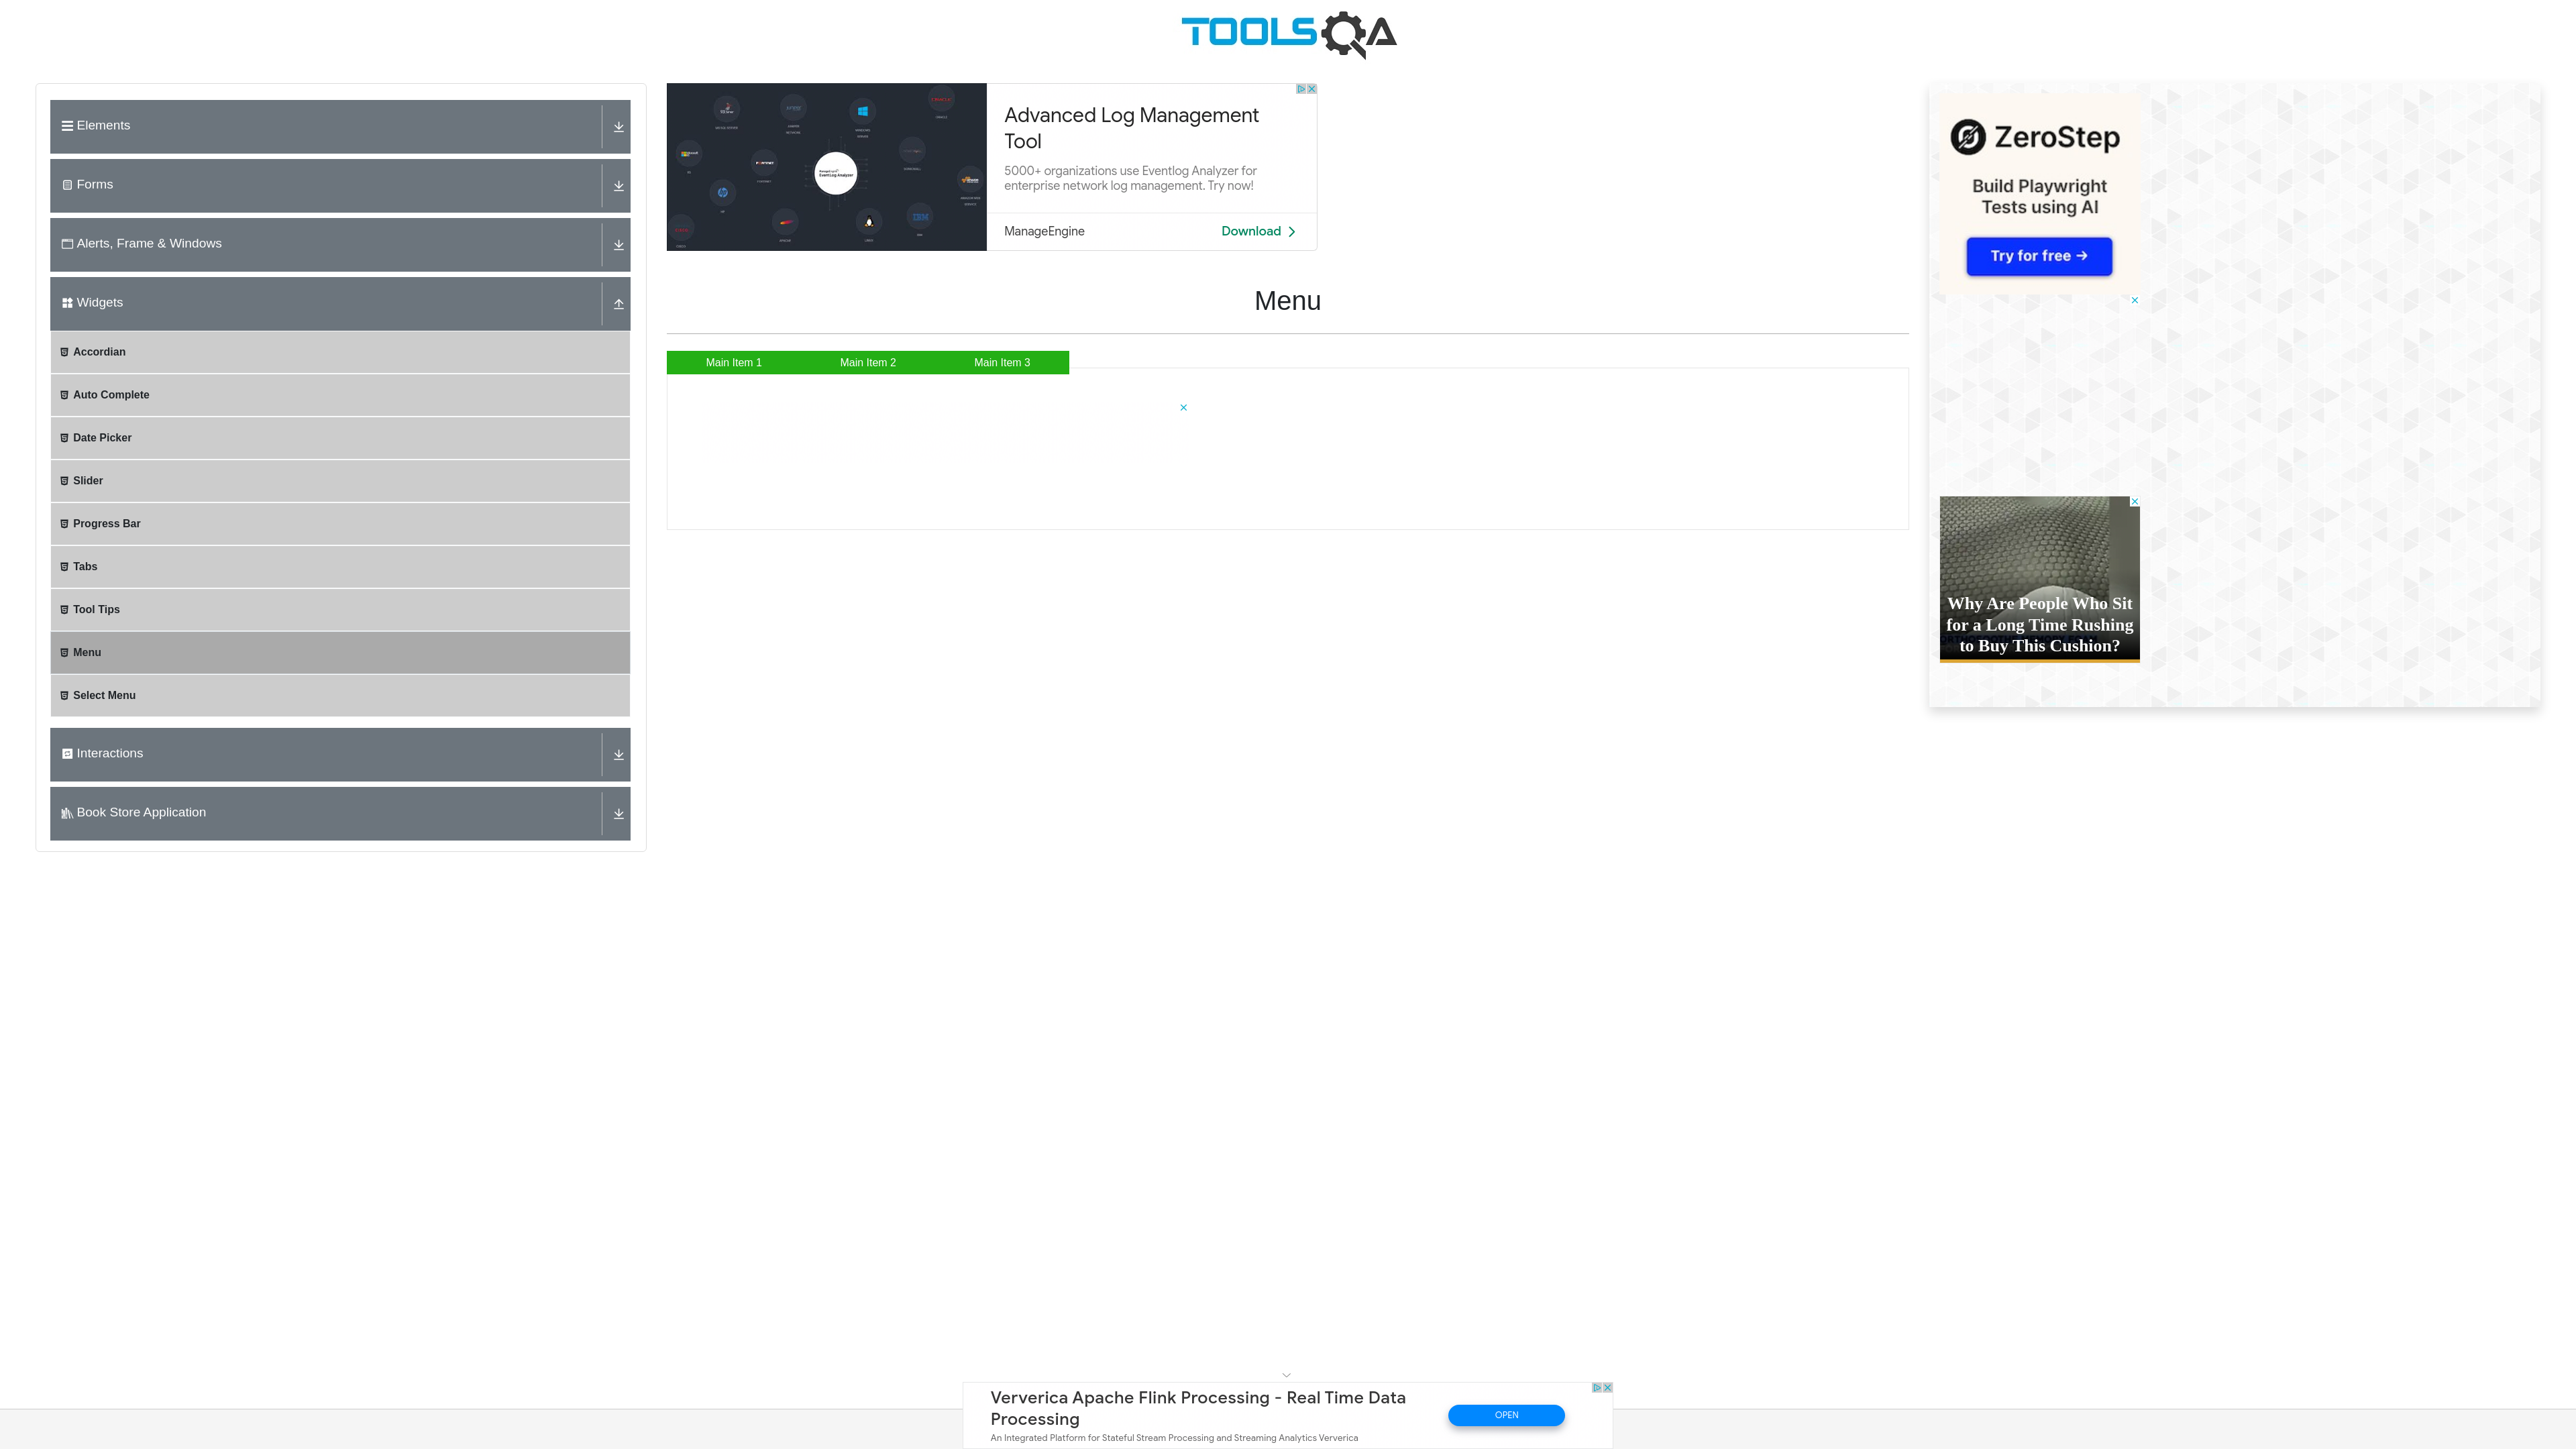 TOOLSQA
Elements
Forms
Alerts, Frame & Windows
Widgets
Accordian
Auto Complete
Date Picker
Slider
Progress Bar
Tabs
Tool Tips
Menu
Select Menu
Interactions
Book Store Application
EventLog Analyzer
Advanced Log Management
Tool
5000+ organizations use Eventlog Analyzer for
enterprise network log management. Try now!
ManageEngine
Download
Menu
Main Item 1
Main Item 2
Main Item 3
ZeroStep
Build Playwright
Tests using AI
Try for free →
Why Are People Who Sit
for a Long Time Rushing
to Buy This Cushion?
Ververica Apache Flink Processing - Real Time Data
Processing
An Integrated Platform for Stateful Stream Processing and Streaming Analytics Ververica
OPEN